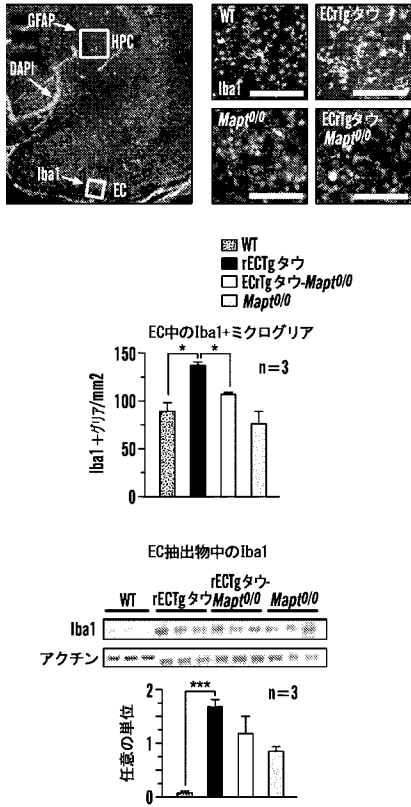 GFAP
HPC
DAPI
Iba1
EC
WT
Iba1
ECrTgタウ
Mapt0/0
ECrTgタウ
Mapt0/0
WT
rECTgタウ
ECrTgタウ-Mapt0/0
Mapt0/0
EC中のIba1+ミクログリア
Iba1+グリア/mm2
150
100
50
0
* *
n=3
EC抽出物中のIba1
WT rECTgタウ rECTgタウ-Mapt0/0 Mapt0/0
Iba1
アクチン
任意の単位
2
1
0
***
n=3